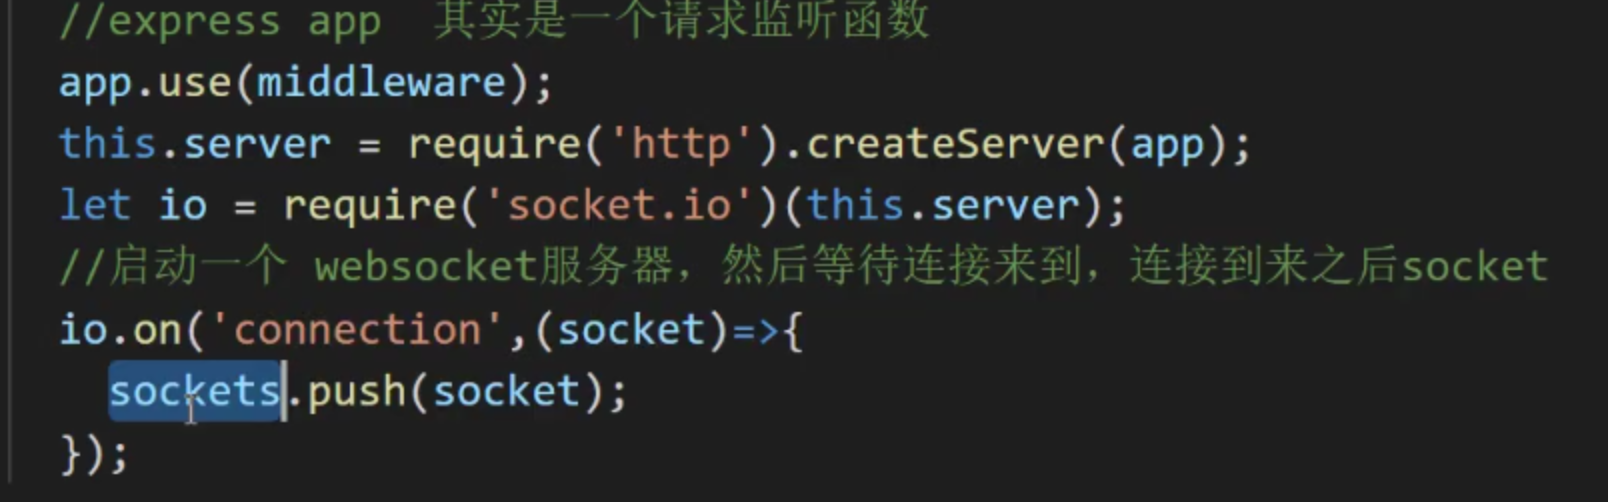 //express app  其实是一个请求监听函数
app.use(middleware);
this.server = require('http').createServer(app);
let io = require('socket.io')(this.server);
//启动一个 websocket服务器，然后等待连接来到，连接到来之后socket
io.on('connection',(socket)=>{
  sockets.push(socket);
});